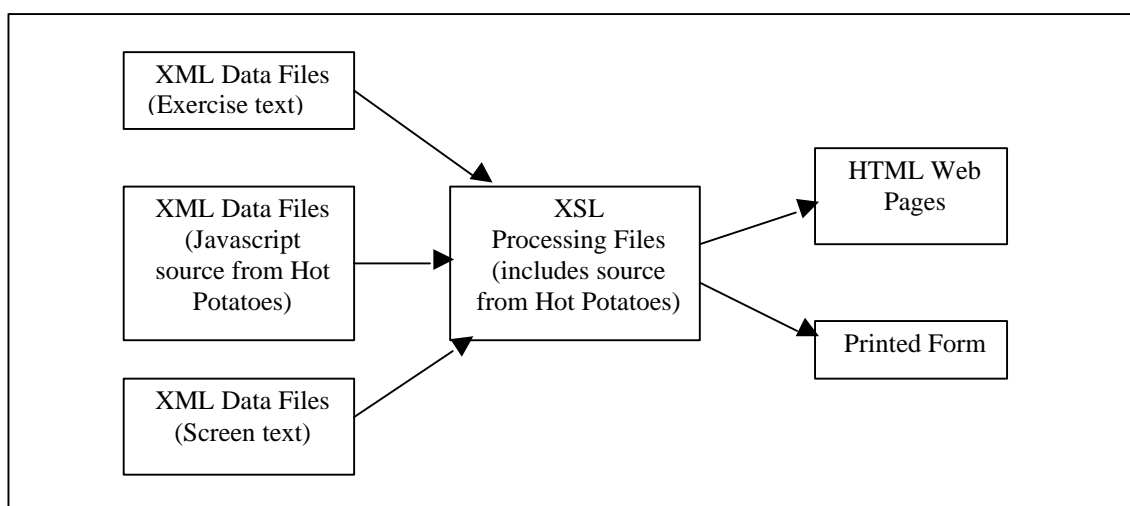 XML Data Files
(Exercise text)
XML Data Files
(Javascript
source from Hot
Potatoes)
XML Data Files
(Screen text)
XSL
Processing Files
(includes source
from Hot Potatoes)
HTML Web
Pages
Printed Form